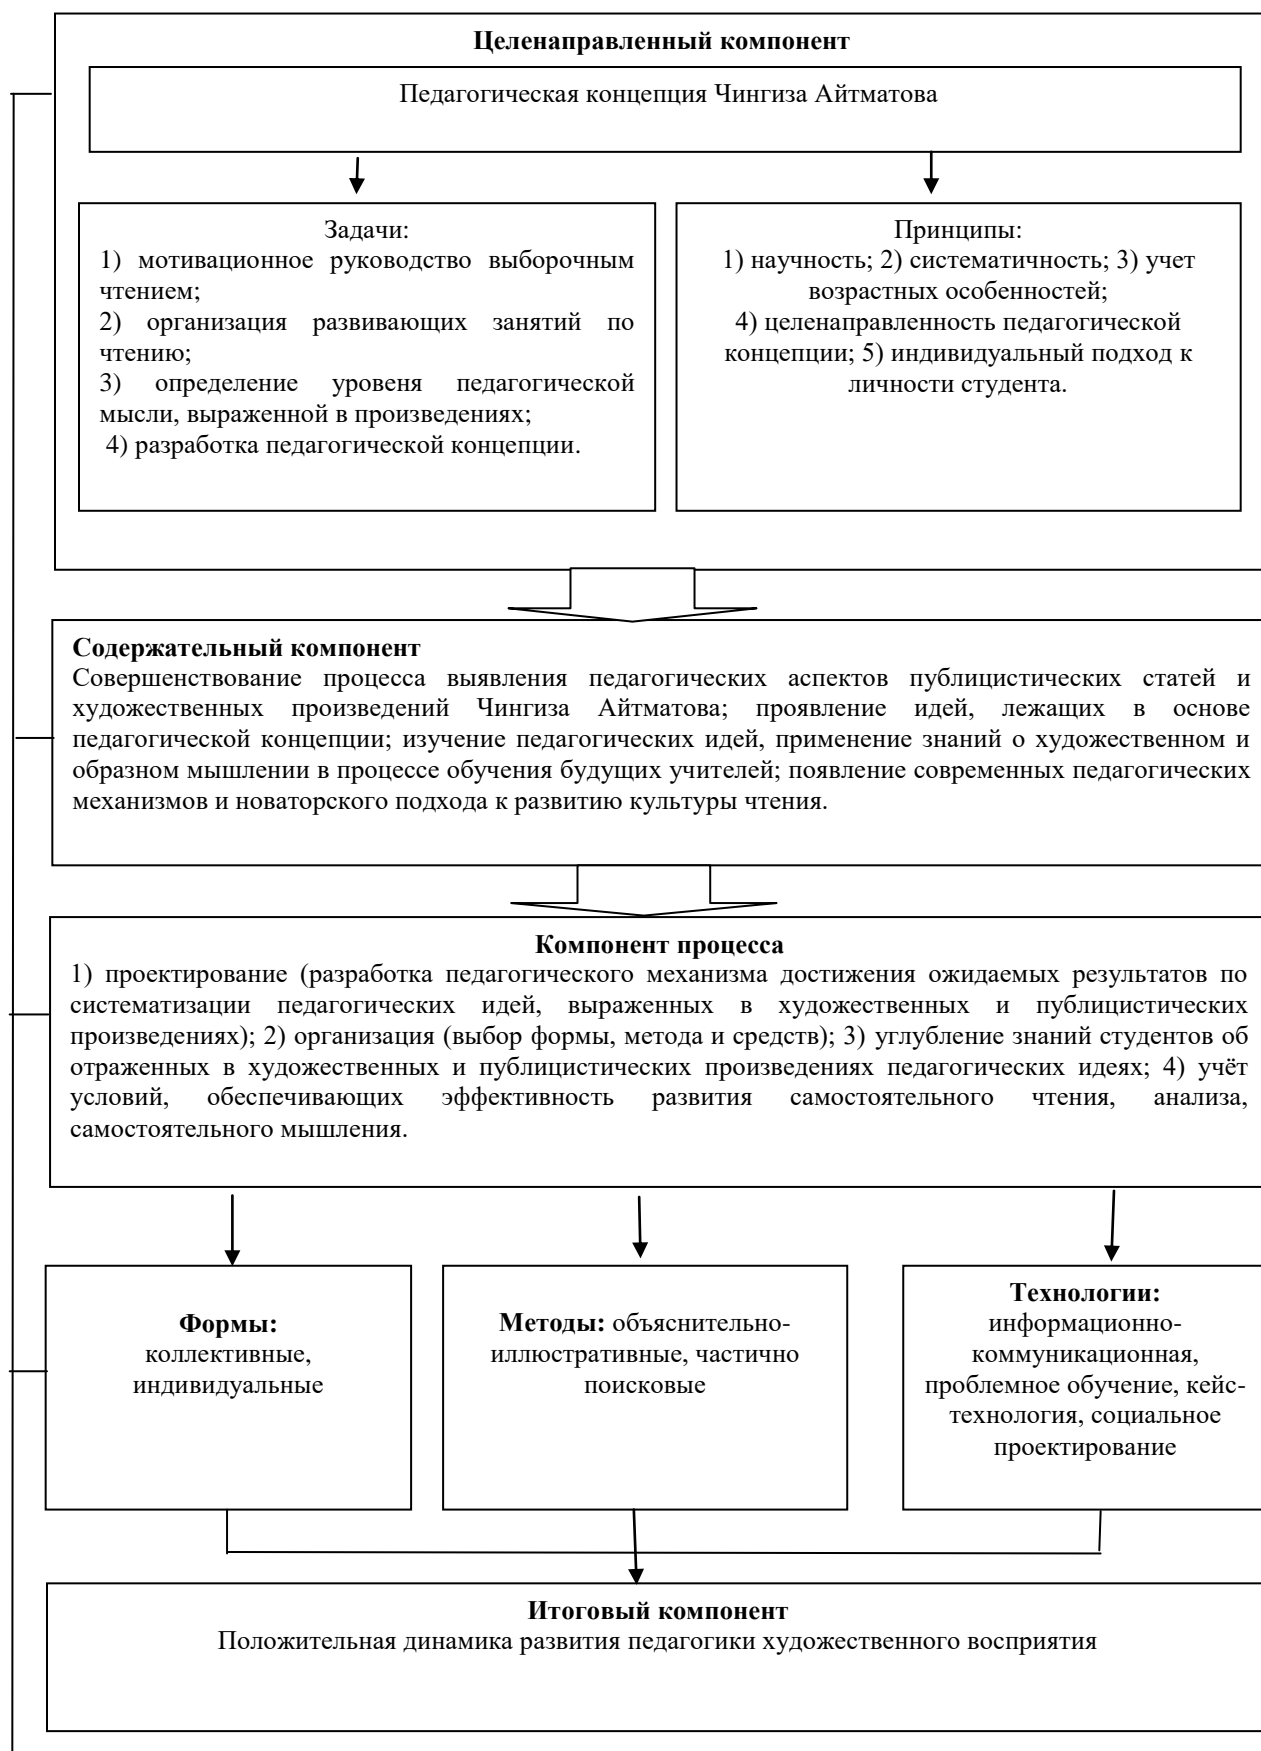 Целенаправленный компонент
Педагогическая концепция Чингиза Айтматова
Задачи:
1) мотивационное руководство выборочным
чтением;
2) организация развивающих занятий по
чтению;
3) определение уровеня педагогической
мысли, выраженной в произведениях;
4) разработка педагогической концепции.
Принципы:
1) научность; 2) систематичность; 3) учет
возрастных особенностей;
4) целенаправленность педагогической
концепции; 5) индивидуальный подход к
личности студента.
Содержательный компонент
Совершенствование процесса выявления педагогических аспектов публицистических статей и
художественных произведений Чингиза Айтматова; проявление идей, лежащих в основе
педагогической концепции; изучение педагогических идей, применение знаний о художественном и
образном мышлении в процессе обучения будущих учителей; появление современных педагогических
механизмов и новаторского подхода к развитию культуры чтения.
Компонент процесса
1) проектирование (разработка педагогического механизма достижения ожидаемых результатов по
систематизации педагогических идей, выраженных в художественных и публицистических
произведениях); 2) организация (выбор формы, метода и средств); 3) углубление знаний студентов об
отраженных в художественных и публицистических произведениях педагогических идеях; 4) учёт
условий, обеспечивающих эффективность развития самостоятельного чтения, анализа,
самостоятельного мышления.
Формы:
коллективные,
индивидуальные
Методы: объяснительно-
иллюстративные, частично
поисковые
Технологии:
информационно-
коммуникационная,
проблемное обучение, кейс-
технология, социальное
проектирование
Итоговый компонент
Положительная динамика развития педагогики художественного восприятия